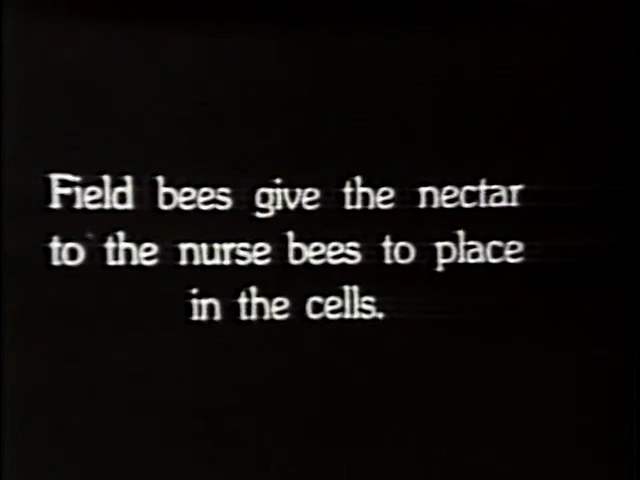 Field bees give the nectar
to the nurse bees to place
in the cells.